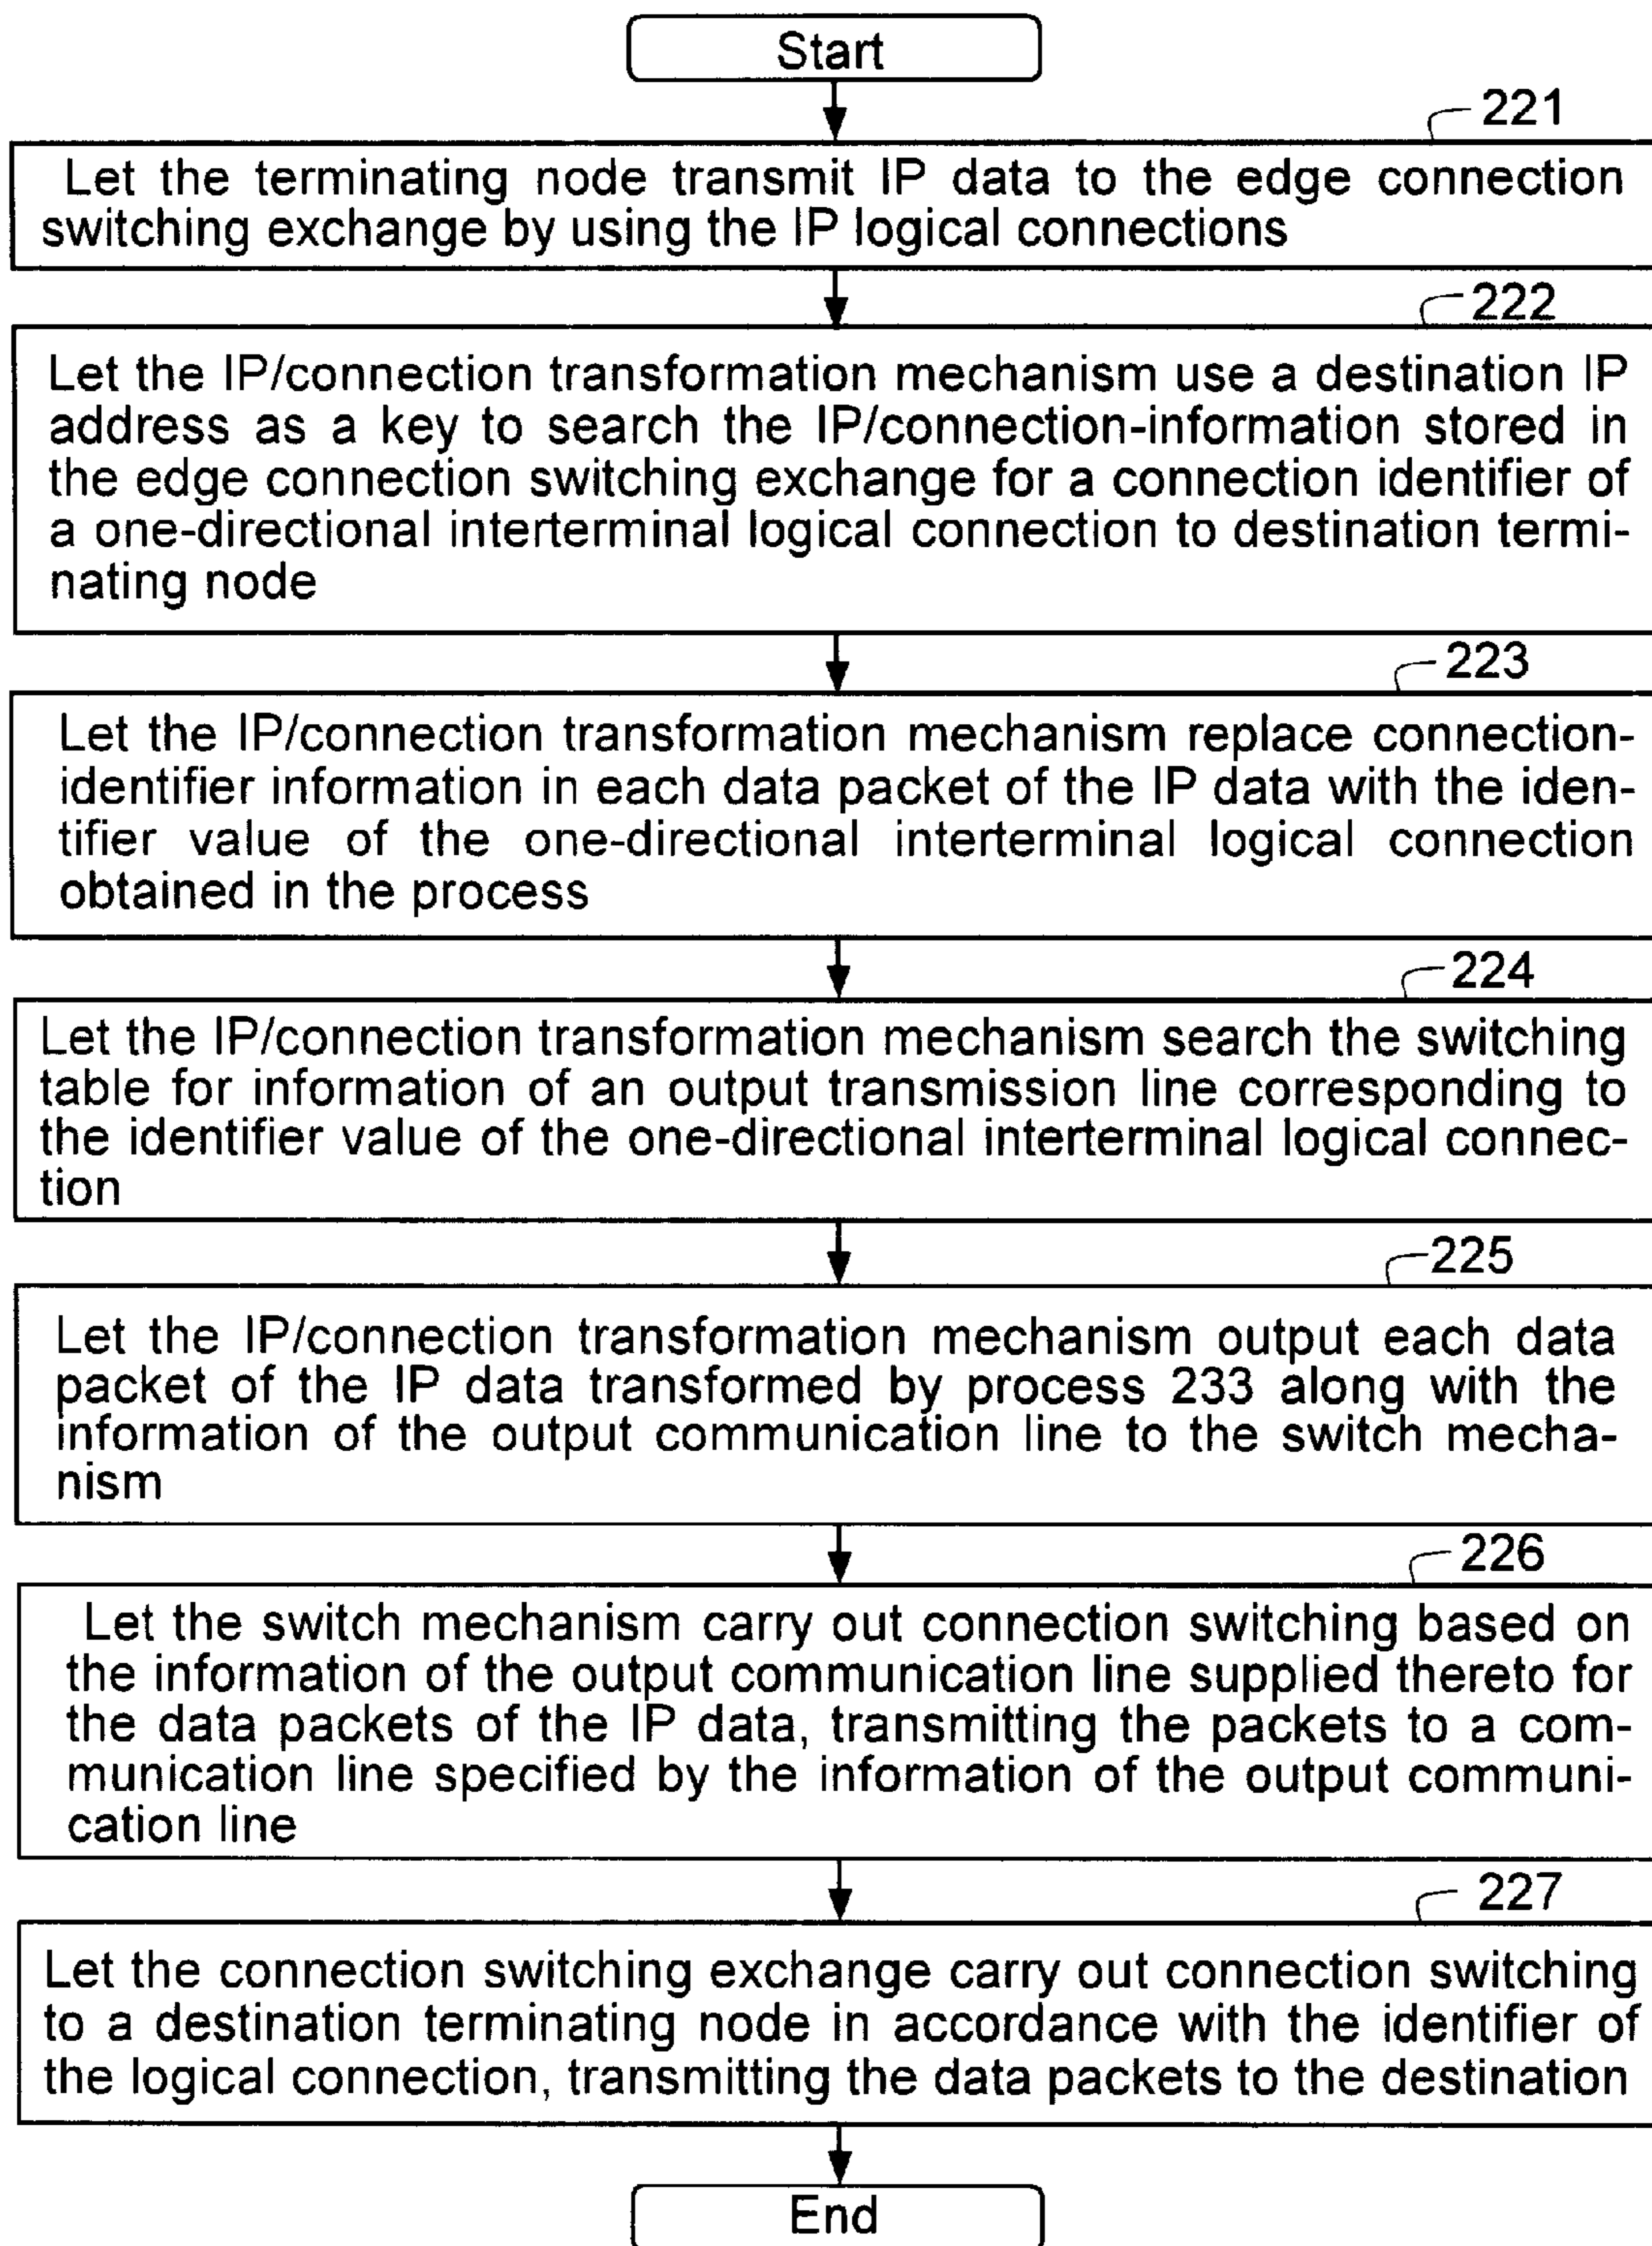 Start
221
Let the terminating node transmit IP data to the edge connection
switching exchange by using the IP logical connections
222
Let the IP/connection transformation mechanism use a destination IP
address as a key to search the IP/connection-information stored in
the edge connection switching exchange for a connection identifier of
a one-directional interterminal logical connection to destination termi-
nating node
223
Let the IP/connection transformation mechanism replace connection-
identifier information in each data packet of the IP data with the iden-
tifier value of the one-directional interterminal logical connection
obtained in the process
224
Let the IP/connection transformation mechanism search the switching
table for information of an output transmission line corresponding to
the identifier value of the one-directional interterminal logical connec-
tion
225
Let the IP/connection transformation mechanism output each data
packet of the IP data transformed by process 233 along with the
information of the output communication line to the switch mecha-
nism
226
Let the switch mechanism carry out connection switching based on
the information of the output communication line supplied thereto for
the data packets of the IP data, transmitting the packets to a com-
munication line specified by the information of the output communi-
cation line
227
Let the connection switching exchange carry out connection switching
to a destination terminating node in accordance with the identifier of
the logical connection, transmitting the data packets to the destination
End